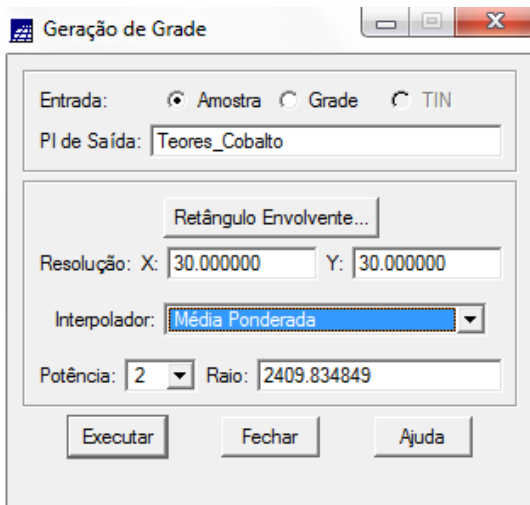 Geração de Grade
Entrada: Amostra Grade TIN
PI de Saída: Teores_Cobalto
Retângulo Envolvente...
Resolução: X: 30.000000 Y: 30.000000
Interpolador: Média Ponderada
Potência: 2 Raio: 2409.834849
Executar Fechar Ajuda